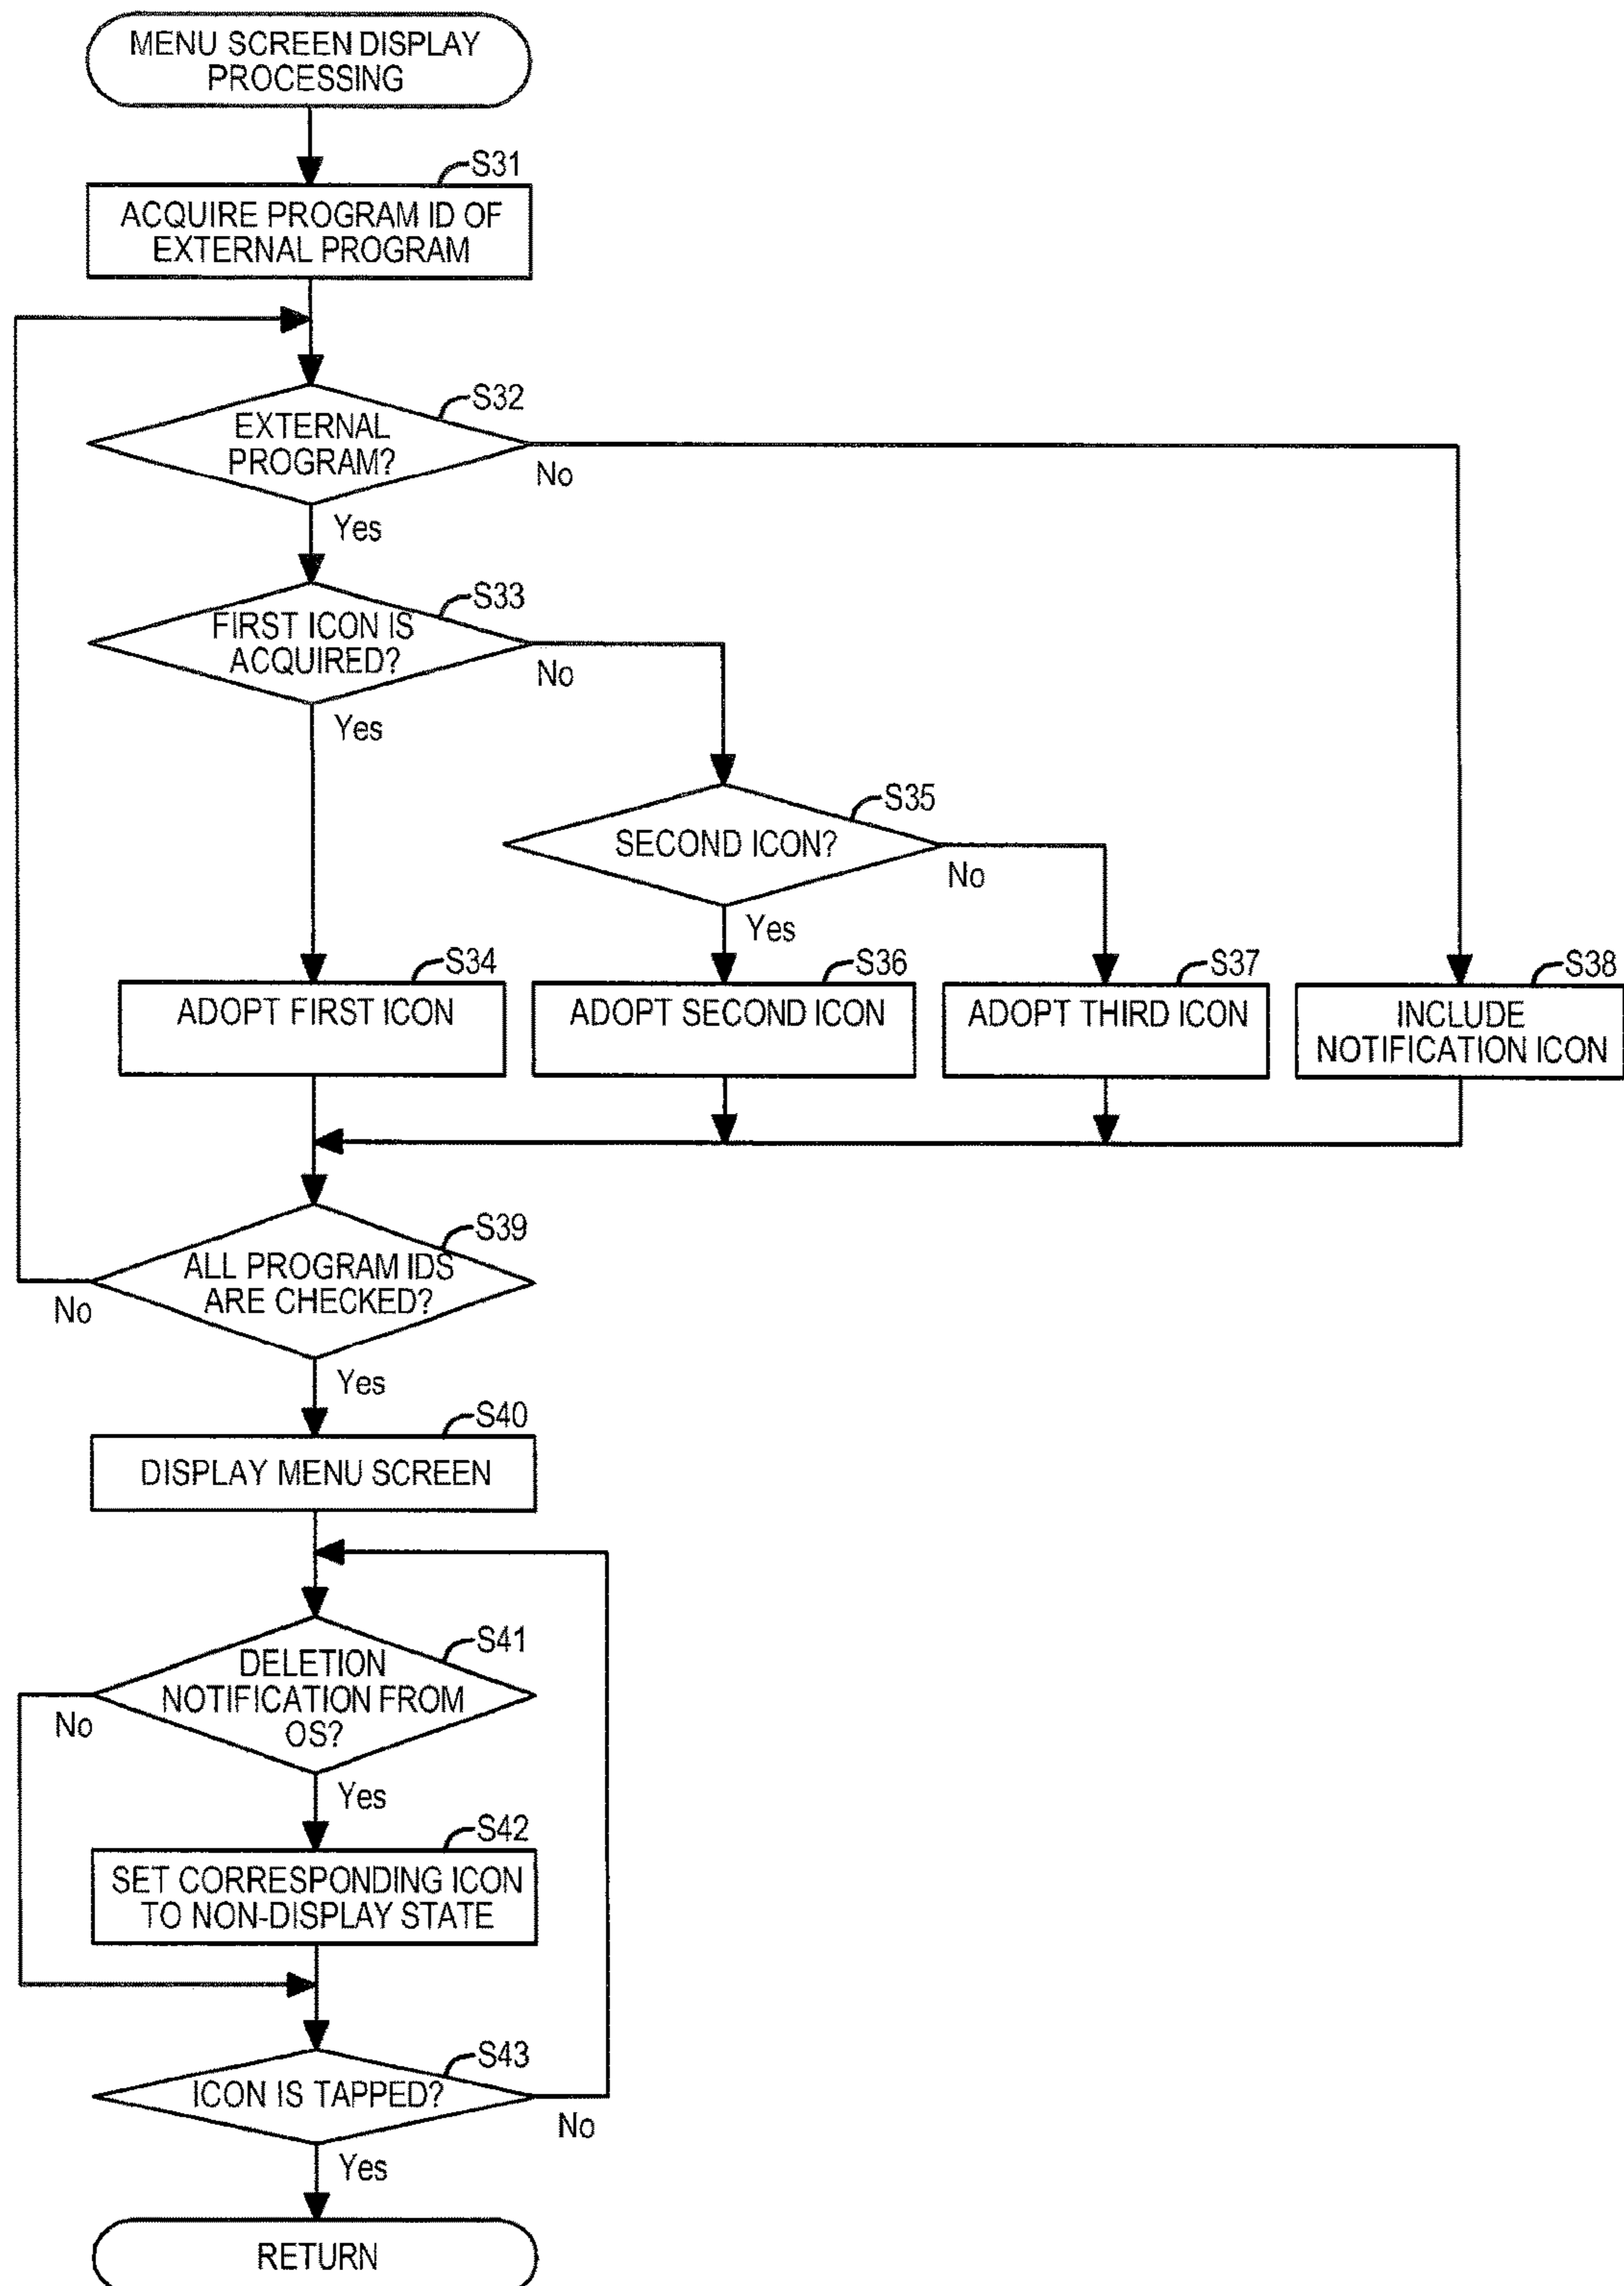 MENU SCREEN DISPLAY
PROCESSING
S31
ACQUIRE PROGRAM ID OF
EXTERNAL PROGRAM
S32
EXTERNAL
PROGRAM?
No
Yes
S33
FIRST ICON IS
ACQUIRED?
No
Yes
S35
SECOND ICON?
No
Yes
S34
ADOPT FIRST ICON
S36
ADOPT SECOND ICON
S37
ADOPT THIRD ICON
S38
INCLUDE
NOTIFICATION ICON
S39
ALL PROGRAM IDS
ARE CHECKED?
No
Yes
S40
DISPLAY MENU SCREEN
S41
DELETION
NOTIFICATION FROM
OS?
No
Yes
S42
SET CORRESPONDING ICON
TO NON-DISPLAY STATE
S43
ICON IS TAPPED?
No
Yes
RETURN